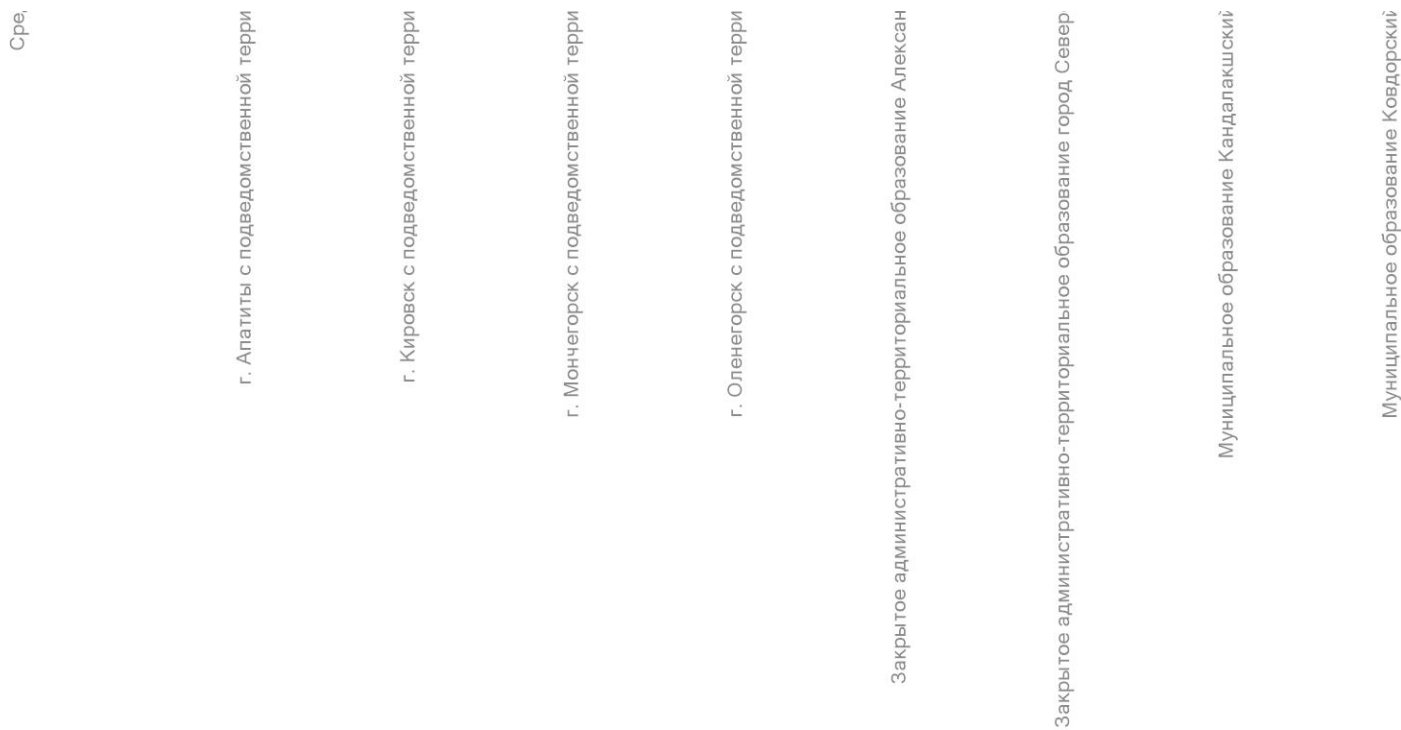 Сре
г. Апатиты с подведомственной терри
г. Кировск с подведомственной терри
г. Мончегорск с подведомственной терри
г. Оленегорск с подведомственной терри
Закрытое административно-территориальное образование Алексан
Закрытое административно-территориальное образование город Север
Муниципальное образование Кандалакшский
Муниципальное образование Ковдорский